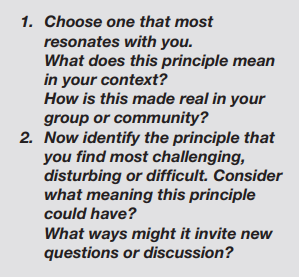 1. Choose one that most
resonates with you.
What does this principle mean
in your context?
How is this made real in your
group or community?
2. Now identify the principle that
you find most challenging,
disturbing or difficult. Consider
what meaning this principle
could have?
What ways might it invite new
questions or discussion?